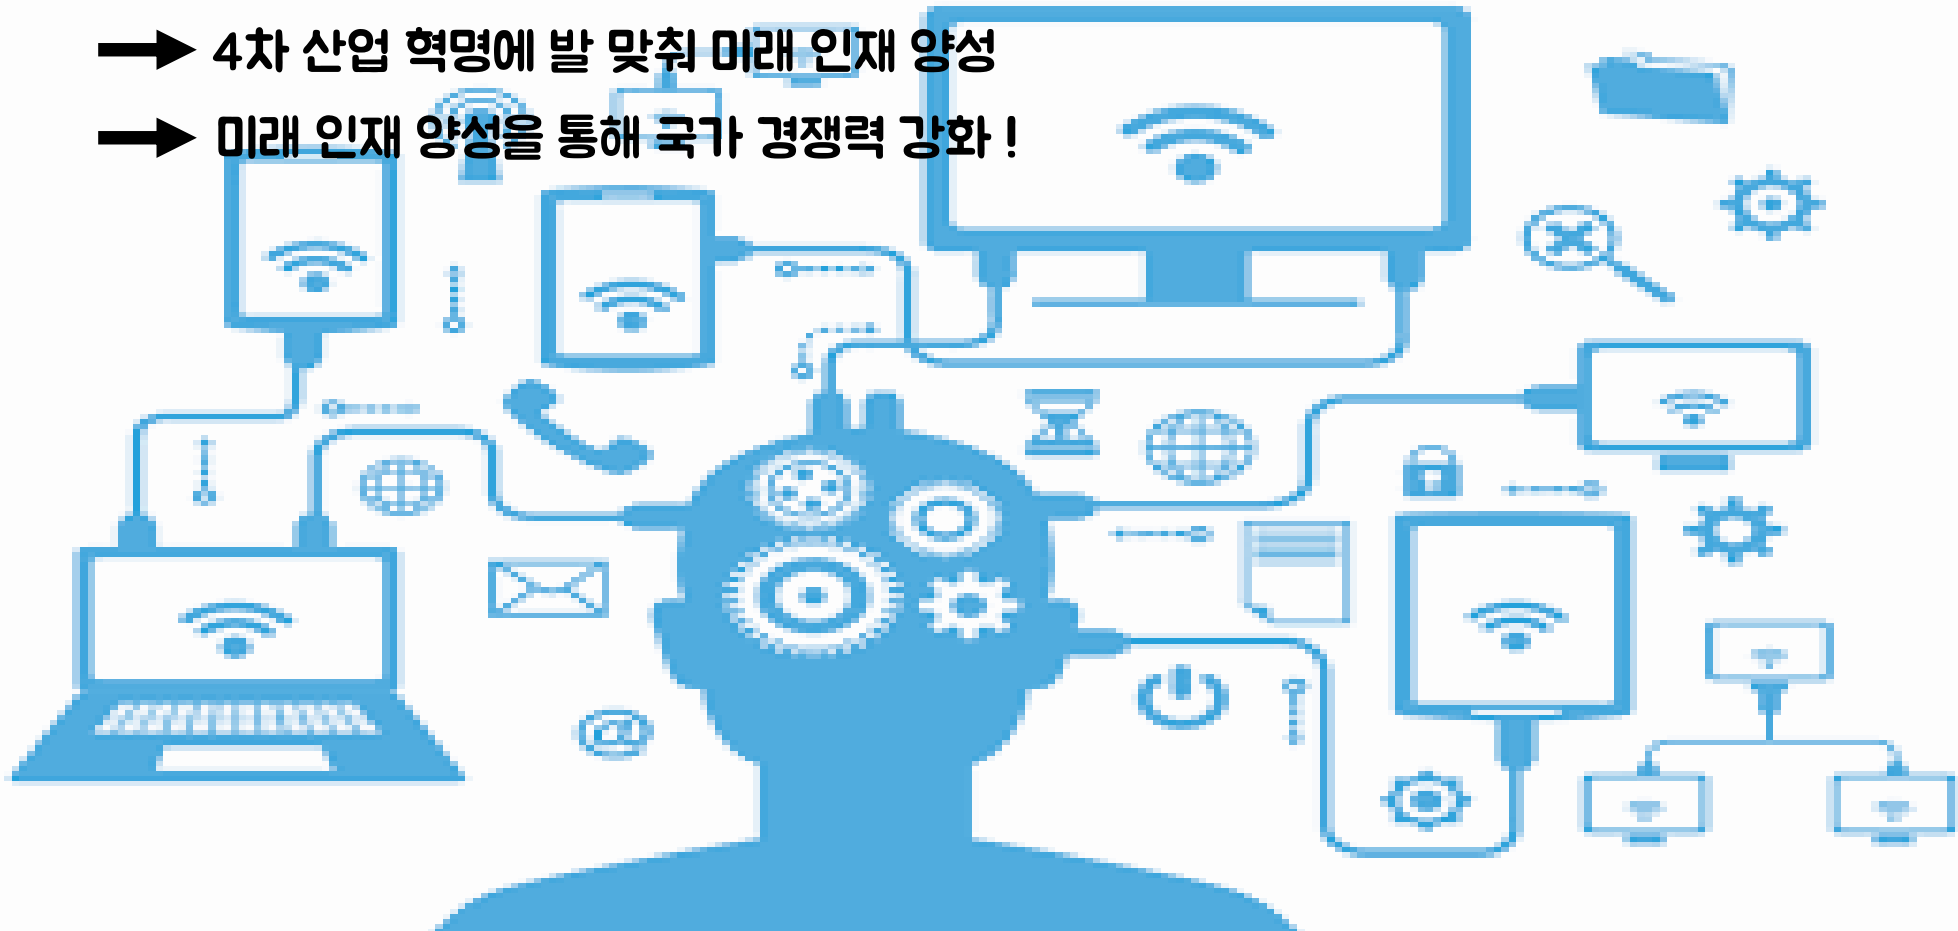 4차 산업 혁명에 발 맞춰 미래 인재 양성
미래 인재 양성을 통해 국가 경쟁력 강화 !
@